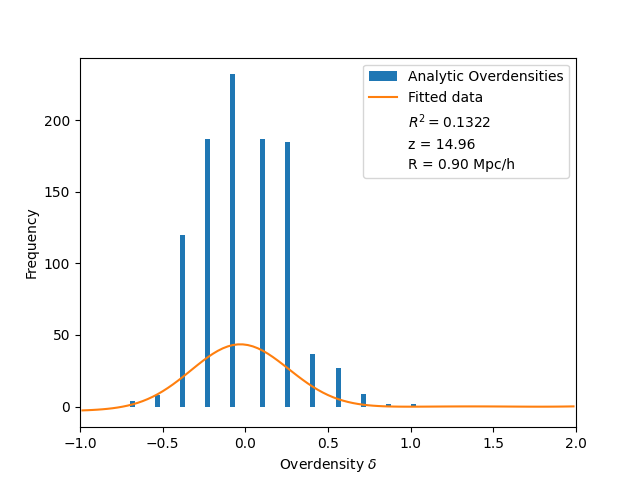 Analytic Overdensities
Fitted data
R² = 0.1322
z = 14.96
R = 0.90 Mpc/h
Frequency
200
150
100
50
0
−1.0 −0.5 0.0 0.5 1.0 1.5 2.0
Overdensity δ